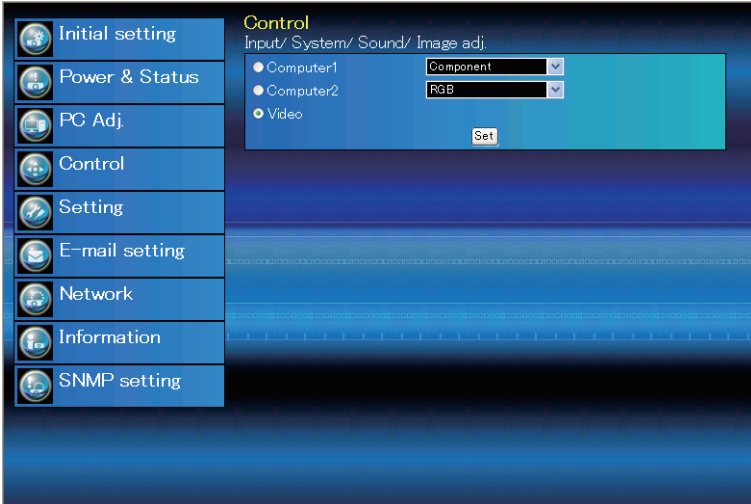 Initial setting
Power & Status
PC Adj.
Control
Setting
E-mail setting
Network
Information
SNMP setting
Control
Input/ System/ Sound/ Image adj.
Computer1 Component
Computer2 RGB
Video
Set